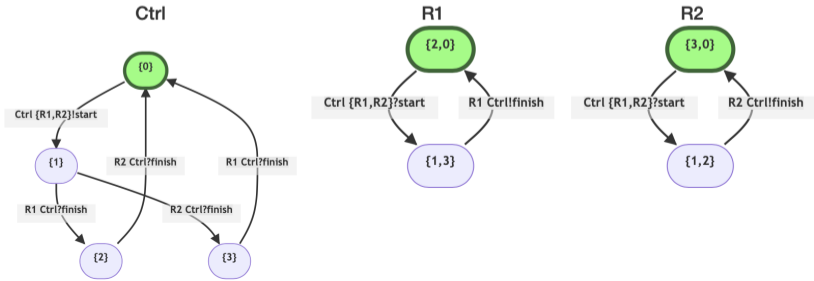 Ctrl
{0}
Ctrl {R1,R2}!start
{1}
R2 Ctrl?finish
R1 Ctrl?finish
R1 Ctrl?finish
R2 Ctrl?finish
{2}
{3}
R1
{2,0}
Ctrl {R1,R2}?start
R1 Ctrl!finish
{1,3}
R2
{3,0}
Ctrl {R1,R2}?start
R2 Ctrl!finish
{1,2}